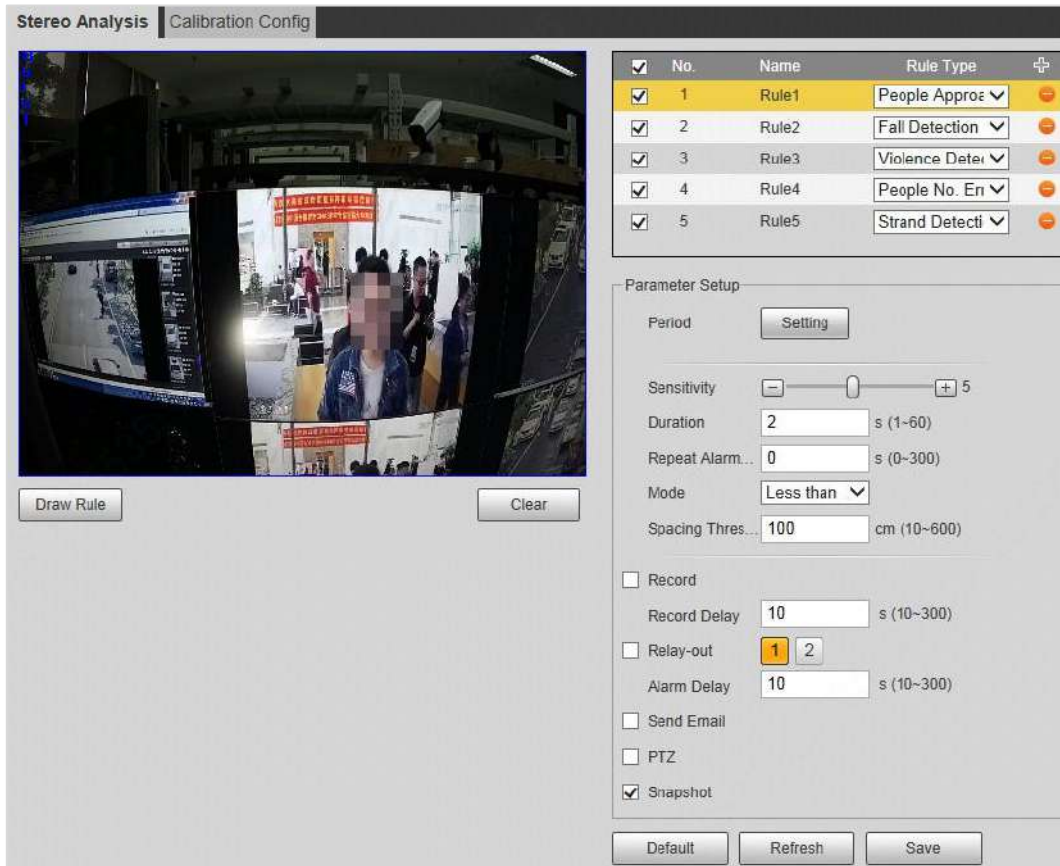 Stereo Analysis Calibration Config
No. Name Rule Type
1 Rule1 People Approa
2 Rule2 Fall Detection
3 Rule3 Violence Detec
4 Rule4 People No. Err
5 Rule5 Strand Detecti
Parameter Setup
Period Setting
Sensitivity 5
Duration 2 s (1~60)
Repeat Alarm... 0 s (0~300)
Mode Less than
Spacing Thres... 100 cm (10~600)
Draw Rule Clear
Record
Record Delay 10 s (10~300)
Relay-out 1 2
Alarm Delay 10 s (10~300)
Send Email
PTZ
Snapshot
Default Refresh Save